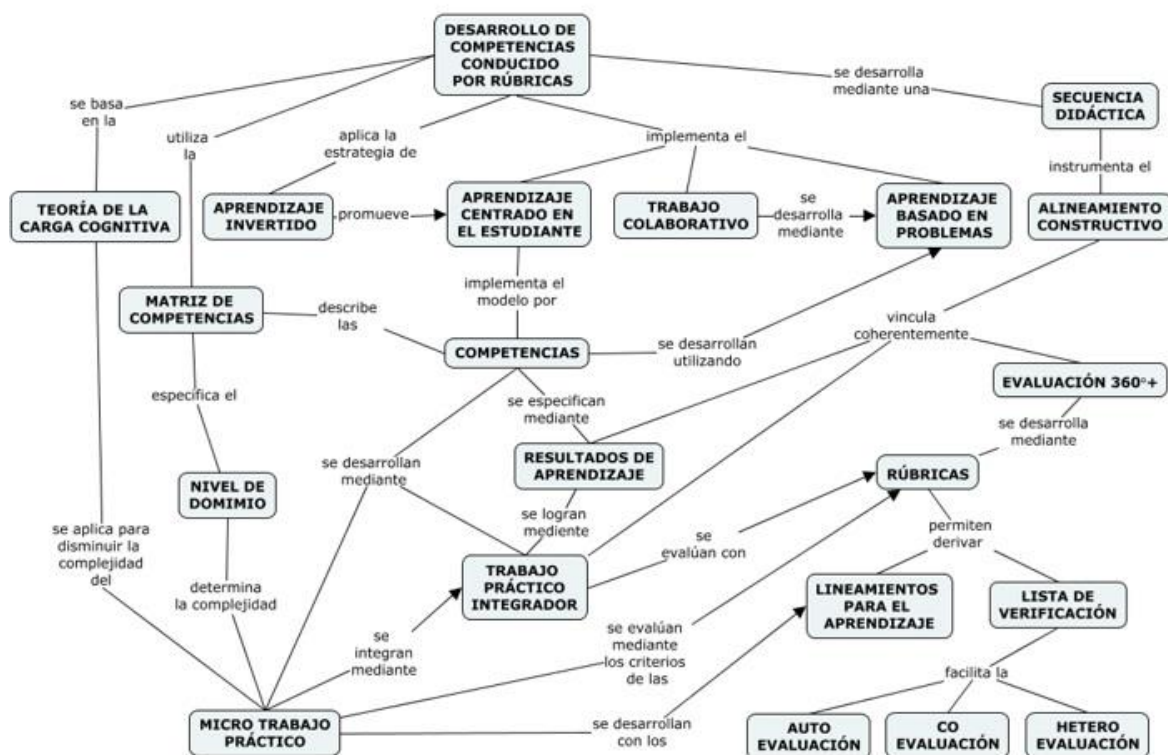 DESARROLLO DE
COMPETENCIAS
CONDUCIDO
POR RÚBRICAS
se basa
en la
utiliza
la
aplica la
estrategia de
implementa el
se desarrolla
mediante una
SECUENCIA
DIDÁCTICA
instrumenta el
TEORÍA DE LA
CARGA COGNITIVA
APRENDIZAJE
INVERTIDO
promueve
APRENDIZAJE
CENTRADO EN
EL ESTUDIANTE
TRABAJO
COLABORATIVO
se
desarrolla
mediante
APRENDIZAJE
BASADO EN
PROBLEMAS
ALINEAMIENTO
CONSTRUCTIVO
implementa el
modelo por
MATRIZ DE
COMPETENCIAS
describe
las
COMPETENCIAS
se desarrollan
utilizando
vincula
coherentemente
EVALUACIÓN 360°+
especifica el
se especifican
mediante
se desarrolla
mediante
se desarrollan
mediante
RESULTADOS DE
APRENDIZAJE
RÚBRICAS
NIVEL DE
DOMIMIO
se logran
mediente
permiten
derivar
se aplica para
disminuir la
complejidad
del
determina
la complejidad
TRABAJO
PRÁCTICO
INTEGRADOR
se
evalúan con
LINEAMIENTOS
PARA EL
APRENDIZAJE
LISTA DE
VERIFICACIÓN
se
integran
mediante
se evalúan
mediante
los criterios
de las
facilita la
MICRO TRABAJO
PRÁCTICO
se desarrollan
con los
AUTO
EVALUACIÓN
CO
EVALUACIÓN
HETERO
EVALUACIÓN